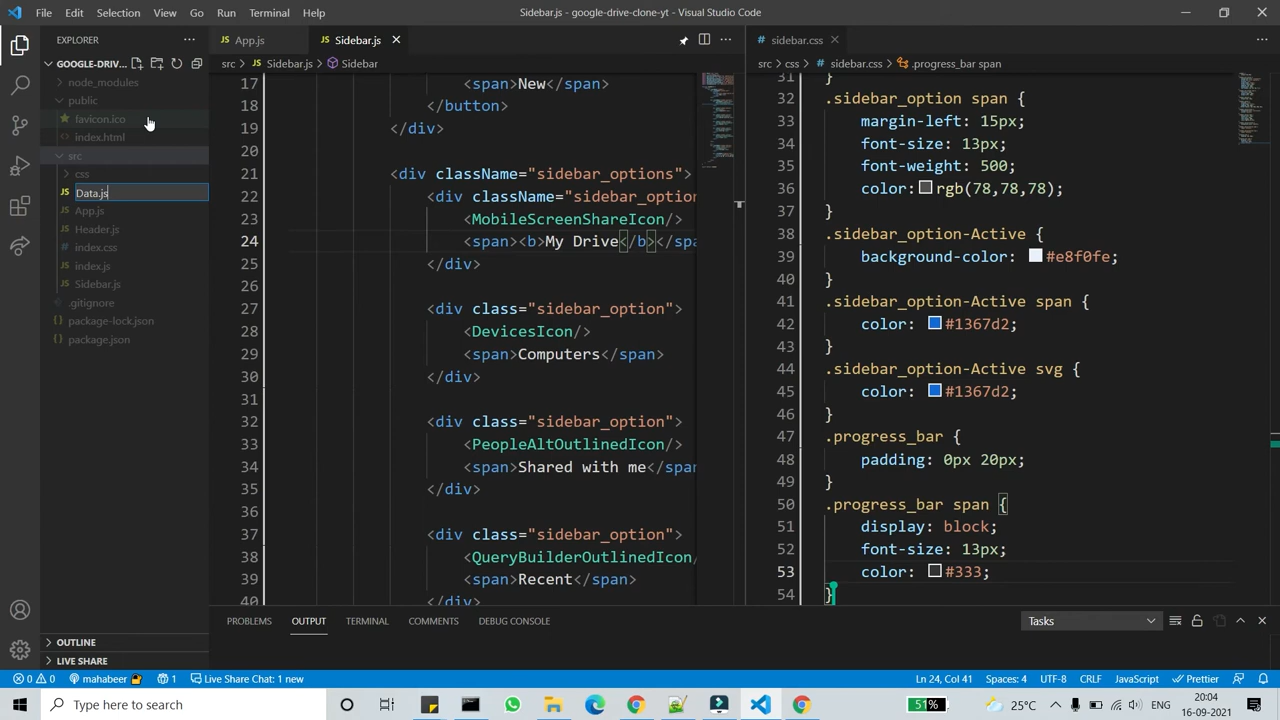 File Edit Selection View Go Run Terminal Help
Sidebar.js - google-drive-clone-yt - Visual Studio Code
EXPLORER
GOOGLE-DRIV...
node_modules
public
favicon.ico
index.html
src
css
Data.js
App.js
Header.js
index.css
index.js
Sidebar.js
.gitignore
package-lock.json
package.json
OUTLINE
LIVE SHARE
App.js
Sidebar.js
src > Sidebar.js > Sidebar
17 <span>New</span>
18 </button>
19 </div>
20
21 <div className="sidebar_options">
22 <div className="sidebar_option
23 <MobileScreenShareIcon/>
24 <span><b>My Drive</b></spa
25 </div>
26
27 <div class="sidebar_option">
28 <DevicesIcon/>
29 <span>Computers</span>
30 </div>
31
32 <div class="sidebar_option">
33 <PeopleAltOutlinedIcon/>
34 <span>Shared with me</span
35 </div>
36
37 <div class="sidebar_option">
38 <QueryBuilderOutlinedIcon/
39 <span>Recent</span>
40 </div>
sidebar.css
src > css > sidebar.css > .progress_bar span
31 }
32 .sidebar_option span {
33 margin-left: 15px;
34 font-size: 13px;
35 font-weight: 500;
36 color: rgb(78,78,78);
37 }
38 .sidebar_option-Active {
39 background-color: #e8f0fe;
40 }
41 .sidebar_option-Active span {
42 color: #1367d2;
43 }
44 .sidebar_option-Active svg {
45 color: #1367d2;
46 }
47 .progress_bar {
48 padding: 0px 20px;
49 }
50 .progress_bar span {
51 display: block;
52 font-size: 13px;
53 color: #333;
54 }
PROBLEMS OUTPUT TERMINAL COMMENTS DEBUG CONSOLE
Tasks
0 0 mahabeer 1 Live Share Chat: 1 new
Ln 24, Col 41 Spaces: 4 UTF-8 CRLF JavaScript Prettier
Type here to search
51%
25°C
ENG
20:04
16-09-2021